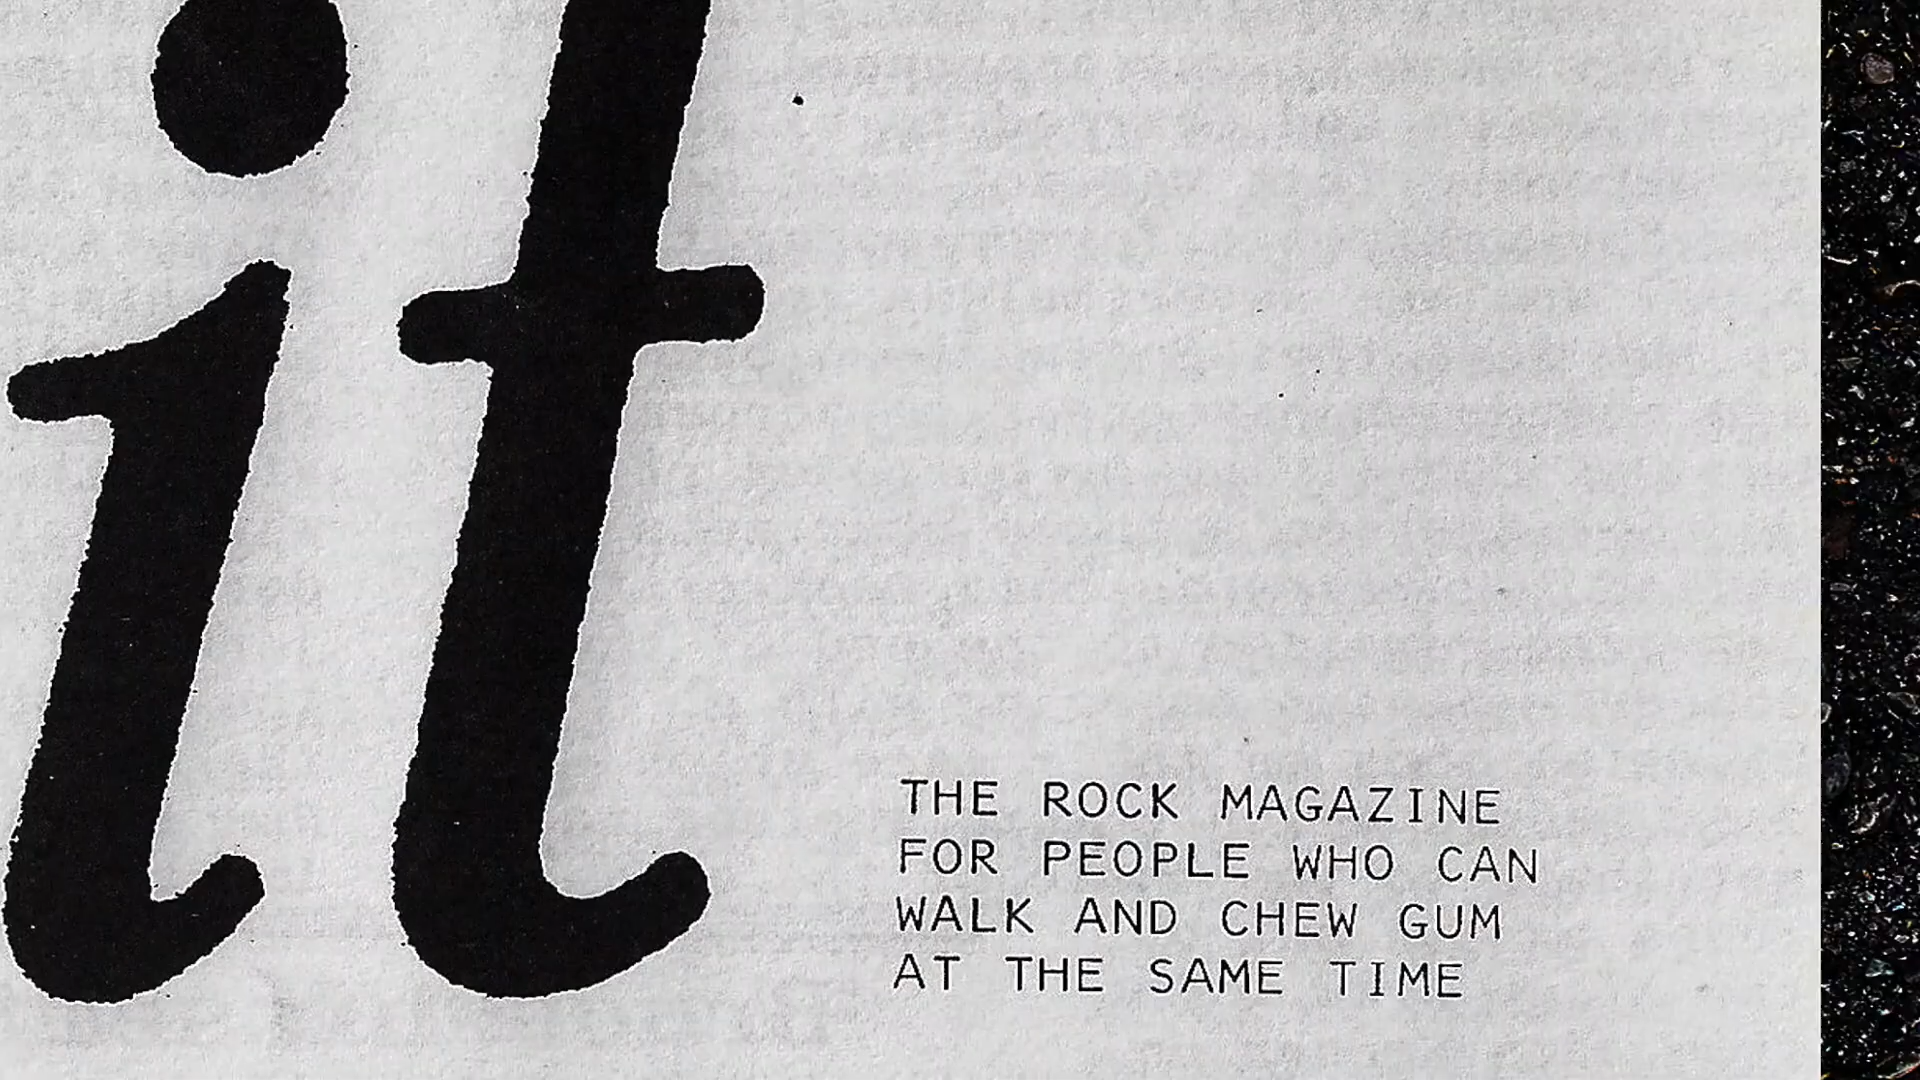 it
THE ROCK MAGAZINE
FOR PEOPLE WHO CAN
WALK AND CHEW GUM
AT THE SAME TIME